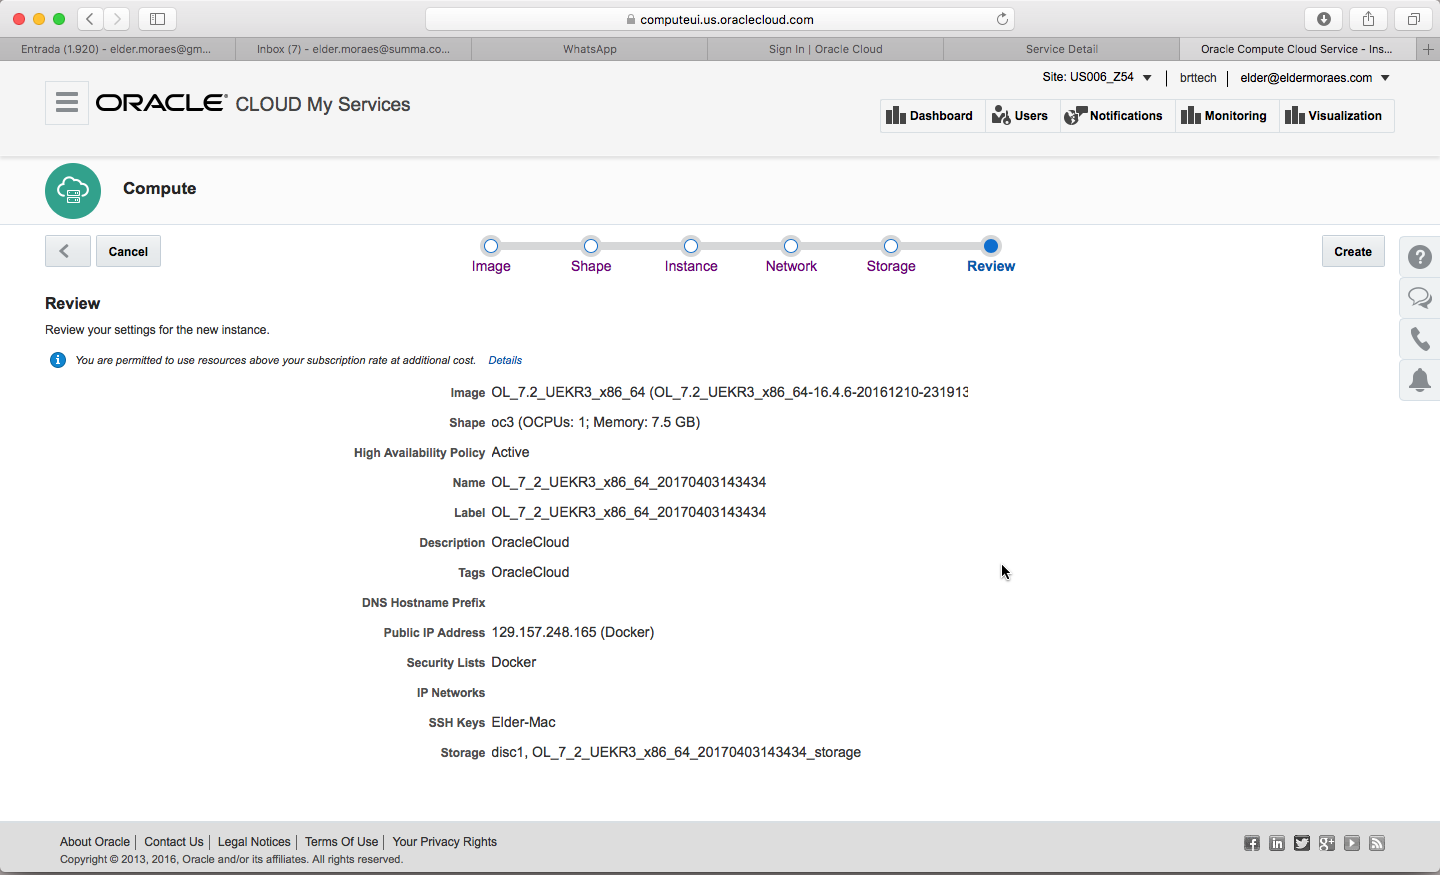 computeui.us.oraclecloud.com
Entrada (1.920) - elder.moraes@gm... Inbox (7) - elder.moraes@summa.co... WhatsApp Sign In | Oracle Cloud Service Detail Oracle Compute Cloud Service - Ins...
Site: US006_Z54 brttech elder@eldermoraes.com
ORACLE CLOUD My Services
Dashboard Users Notifications Monitoring Visualization
Compute
Cancel Create
Image Shape Instance Network Storage Review
Review
Review your settings for the new instance.
You are permitted to use resources above your subscription rate at additional cost. Details
Image OL_7.2_UEKR3_x86_64 (OL_7.2_UEKR3_x86_64-16.4.6-20161210-231913
Shape oc3 (OCPUs: 1; Memory: 7.5 GB)
High Availability Policy Active
Name OL_7_2_UEKR3_x86_64_20170403143434
Label OL_7_2_UEKR3_x86_64_20170403143434
Description OracleCloud
Tags OracleCloud
DNS Hostname Prefix
Public IP Address 129.157.248.165 (Docker)
Security Lists Docker
IP Networks
SSH Keys Elder-Mac
Storage disc1, OL_7_2_UEKR3_x86_64_20170403143434_storage
About Oracle | Contact Us | Legal Notices | Terms Of Use | Your Privacy Rights
Copyright © 2013, 2016, Oracle and/or its affiliates. All rights reserved.